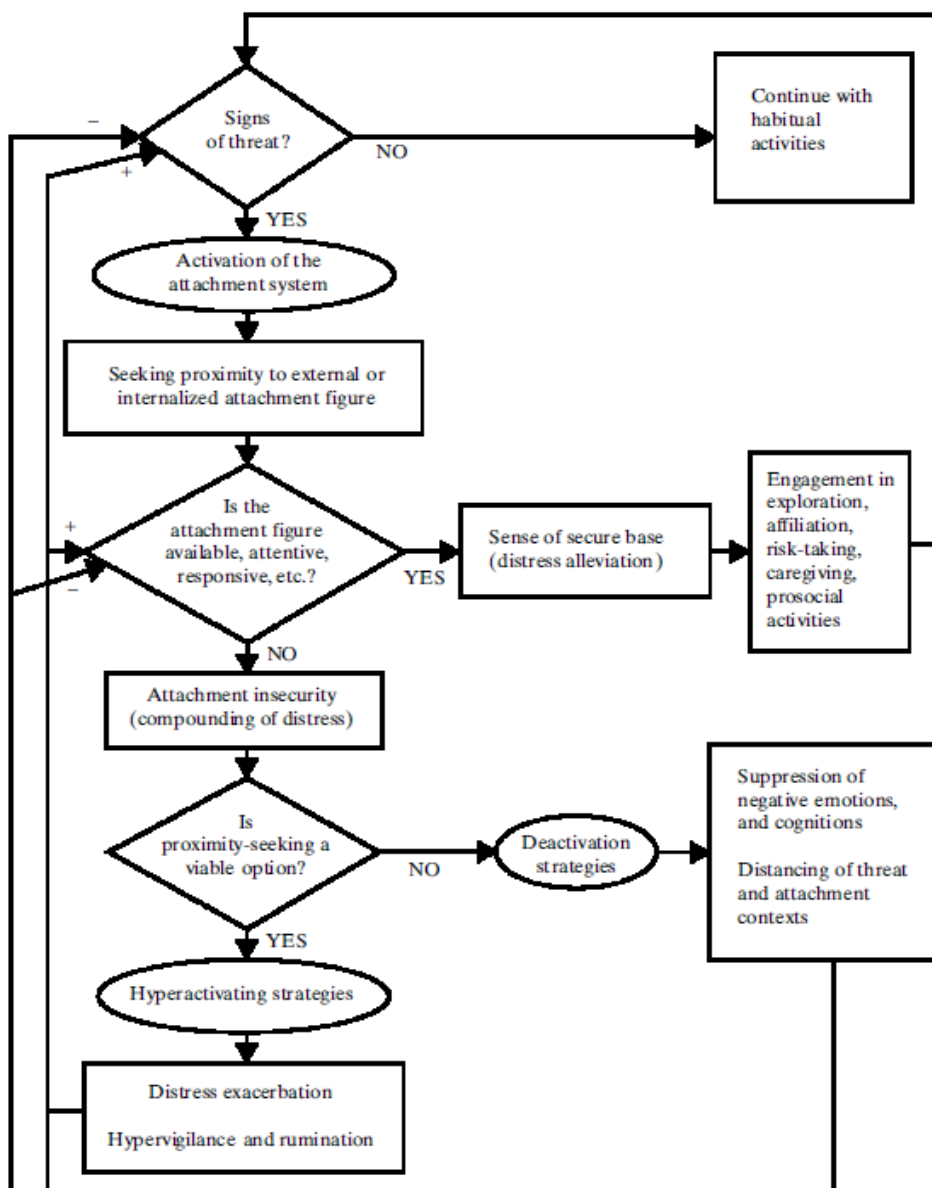 Signs
of threat?
–
+
NO
Continue with
habitual
activities
YES
Activation of the
attachment system
Seeking proximity to external or
internalized attachment figure
Is the
attachment figure
available, attentive,
responsive, etc.?
+
–
YES
Sense of secure base
(distress alleviation)
Engagement in
exploration,
affiliation,
risk-taking,
caregiving,
prosocial
activities
NO
Attachment insecurity
(compounding of distress)
Is
proximity-seeking a
viable option?
NO
Deactivation
strategies
Suppression of
negative emotions,
and cognitions
Distancing of threat
and attachment
contexts
YES
Hyperactivating strategies
Distress exacerbation
Hypervigilance and rumination